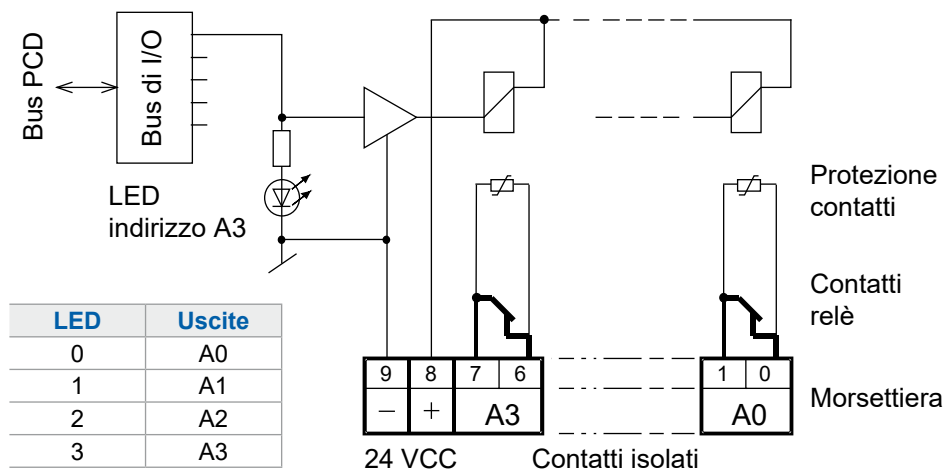 Bus PCD
Bus di I/O
LED
indirizzo A3
Protezione
contatti
Contatti
relè
LED Uscite
0 A0
1 A1
2 A2
3 A3
9 8 7 6 1 0
− + A3 A0
Morsettiera
24 VCC Contatti isolati